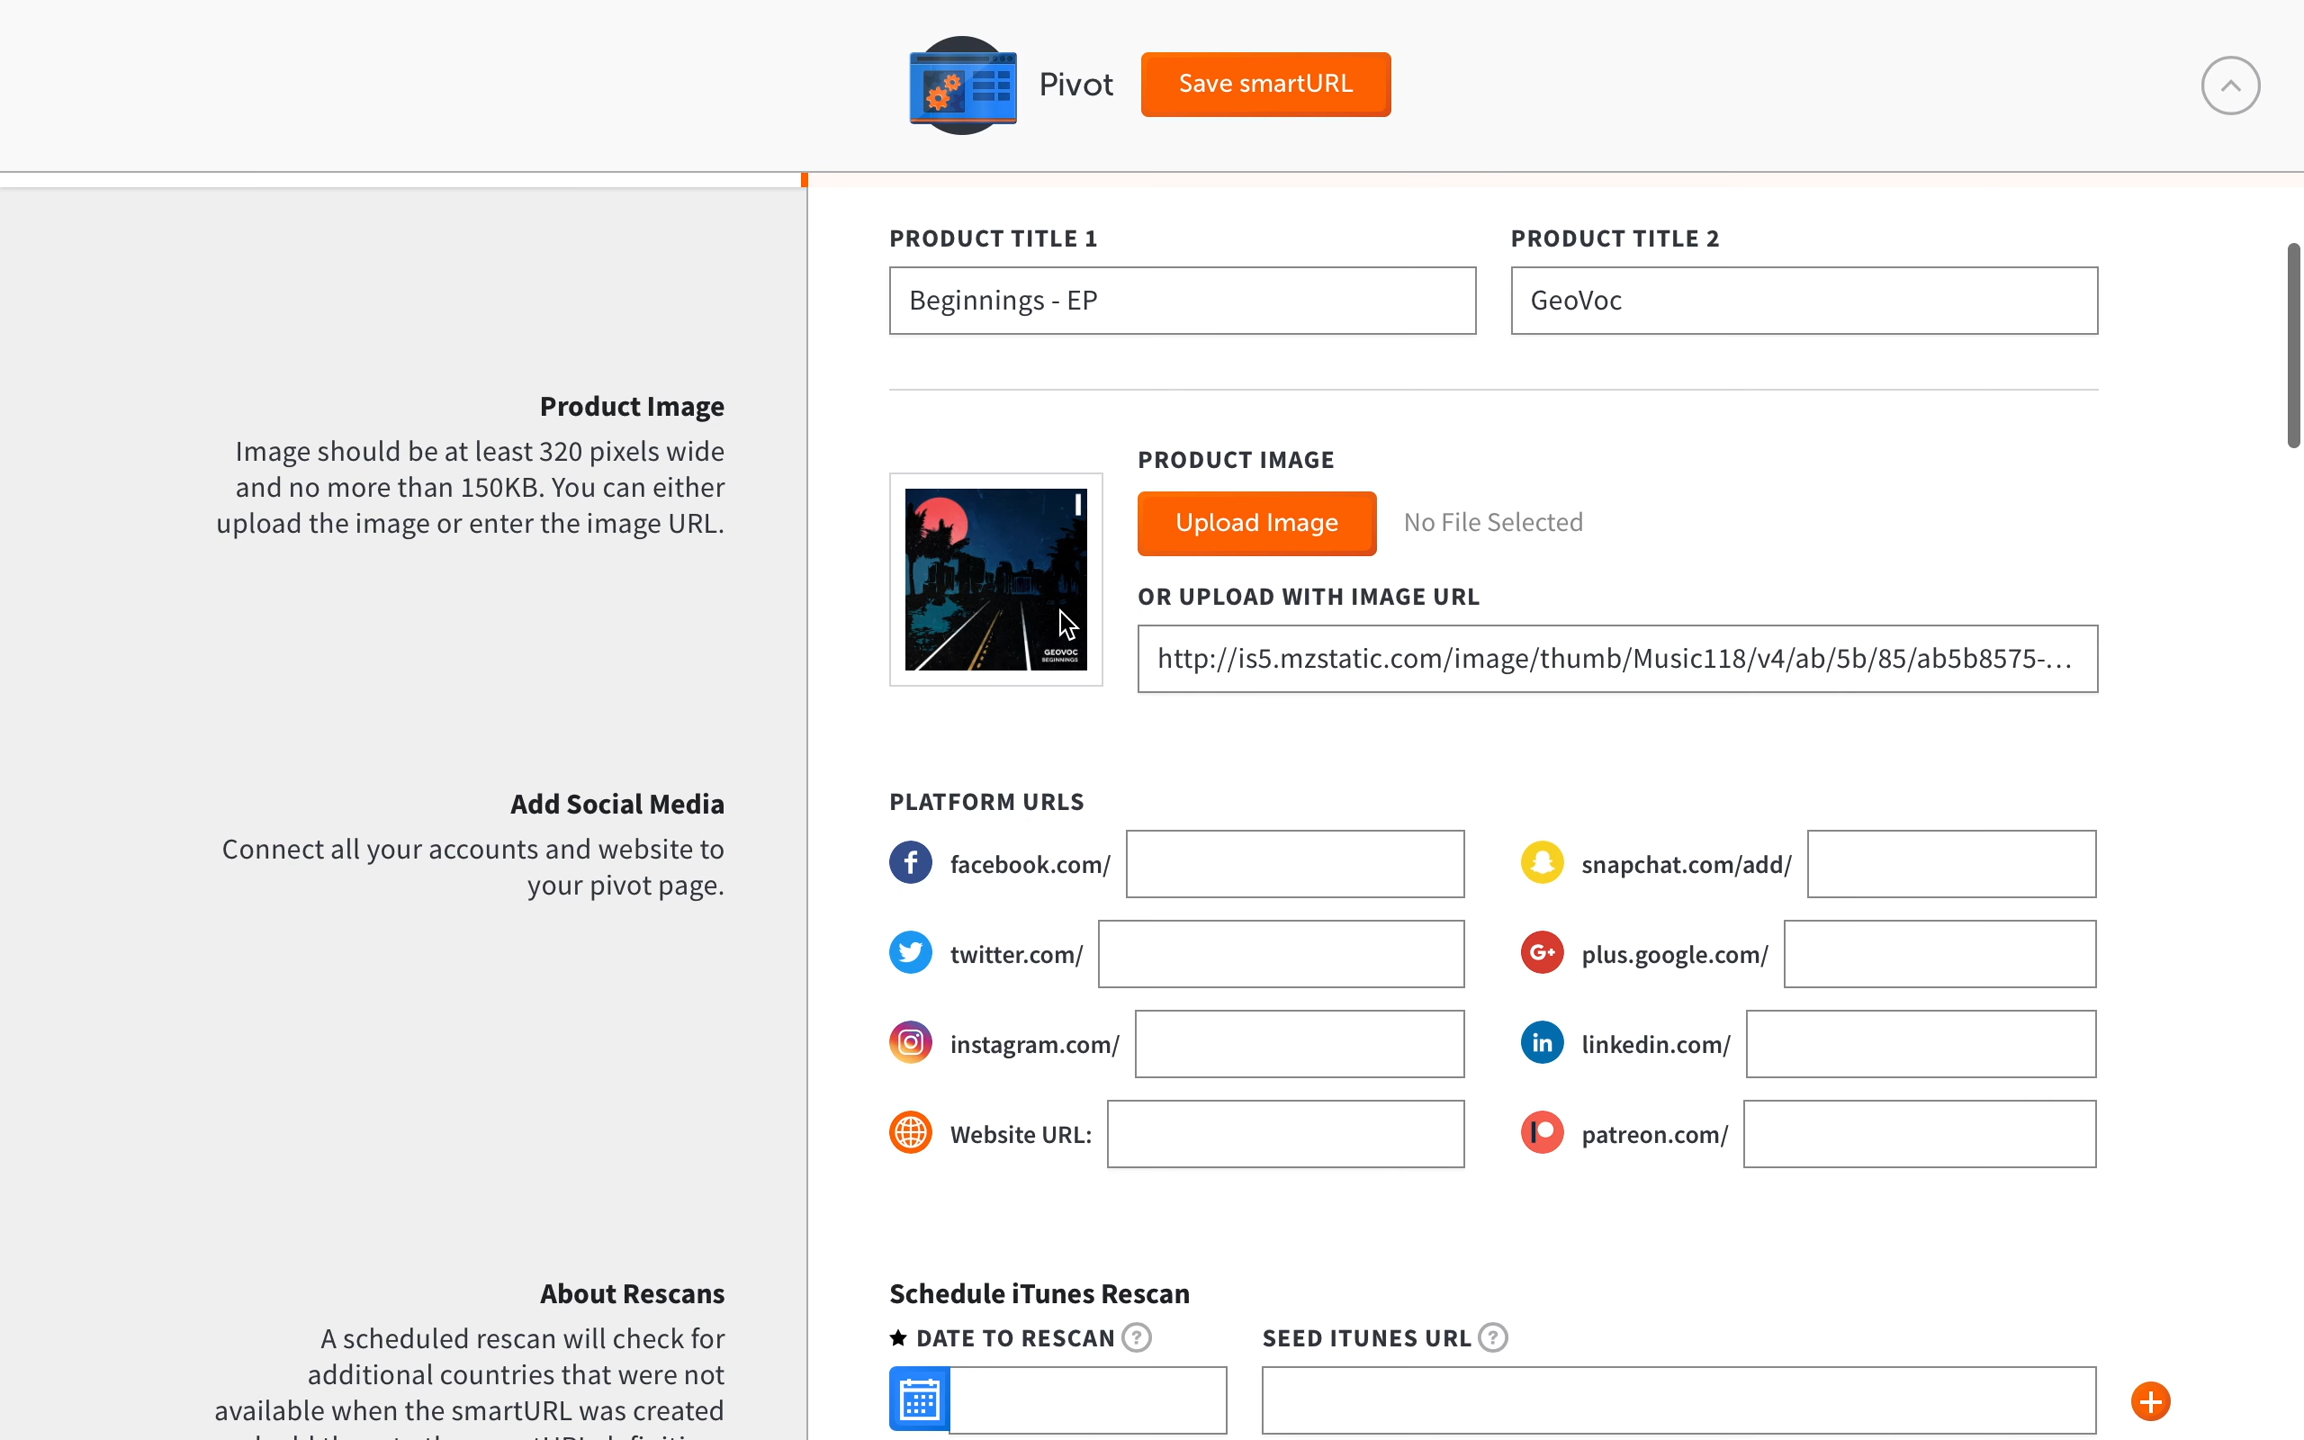 Pivot
Save smartURL
PRODUCT TITLE 1
PRODUCT TITLE 2
Beginnings - EP
GeoVoc
Product Image
Image should be at least 320 pixels wide
and no more than 150KB. You can either
upload the image or enter the image URL.
PRODUCT IMAGE
Upload Image
No File Selected
OR UPLOAD WITH IMAGE URL
http://is5.mzstatic.com/image/thumb/Music118/v4/ab/5b/85/ab5b8575-...
GEOVOC
BEGINNINGS
Add Social Media
Connect all your accounts and website to
your pivot page.
PLATFORM URLS
facebook.com/
snapchat.com/add/
twitter.com/
plus.google.com/
instagram.com/
linkedin.com/
Website URL:
patreon.com/
About Rescans
A scheduled rescan will check for
additional countries that were not
available when the smartURL was created
Schedule iTunes Rescan
★ DATE TO RESCAN ?
SEED ITUNES URL ?